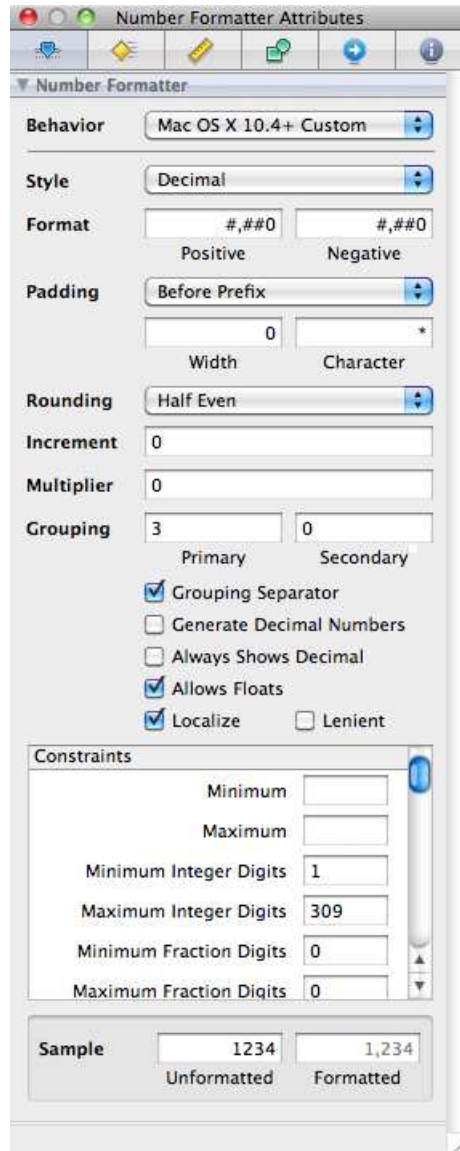 Number Formatter Attributes
Number Formatter
Behavior Mac OS X 10.4+ Custom
Style Decimal
Format #,##0 #,##0
Positive Negative
Padding Before Prefix
0 *
Width Character
Rounding Half Even
Increment 0
Multiplier 0
Grouping 3 0
Primary Secondary
Grouping Separator
Generate Decimal Numbers
Always Shows Decimal
Allows Floats
Localize Lenient
Constraints
Minimum
Maximum
Minimum Integer Digits 1
Maximum Integer Digits 309
Minimum Fraction Digits 0
Maximum Fraction Digits 0
Sample 1234 1,234
Unformatted Formatted